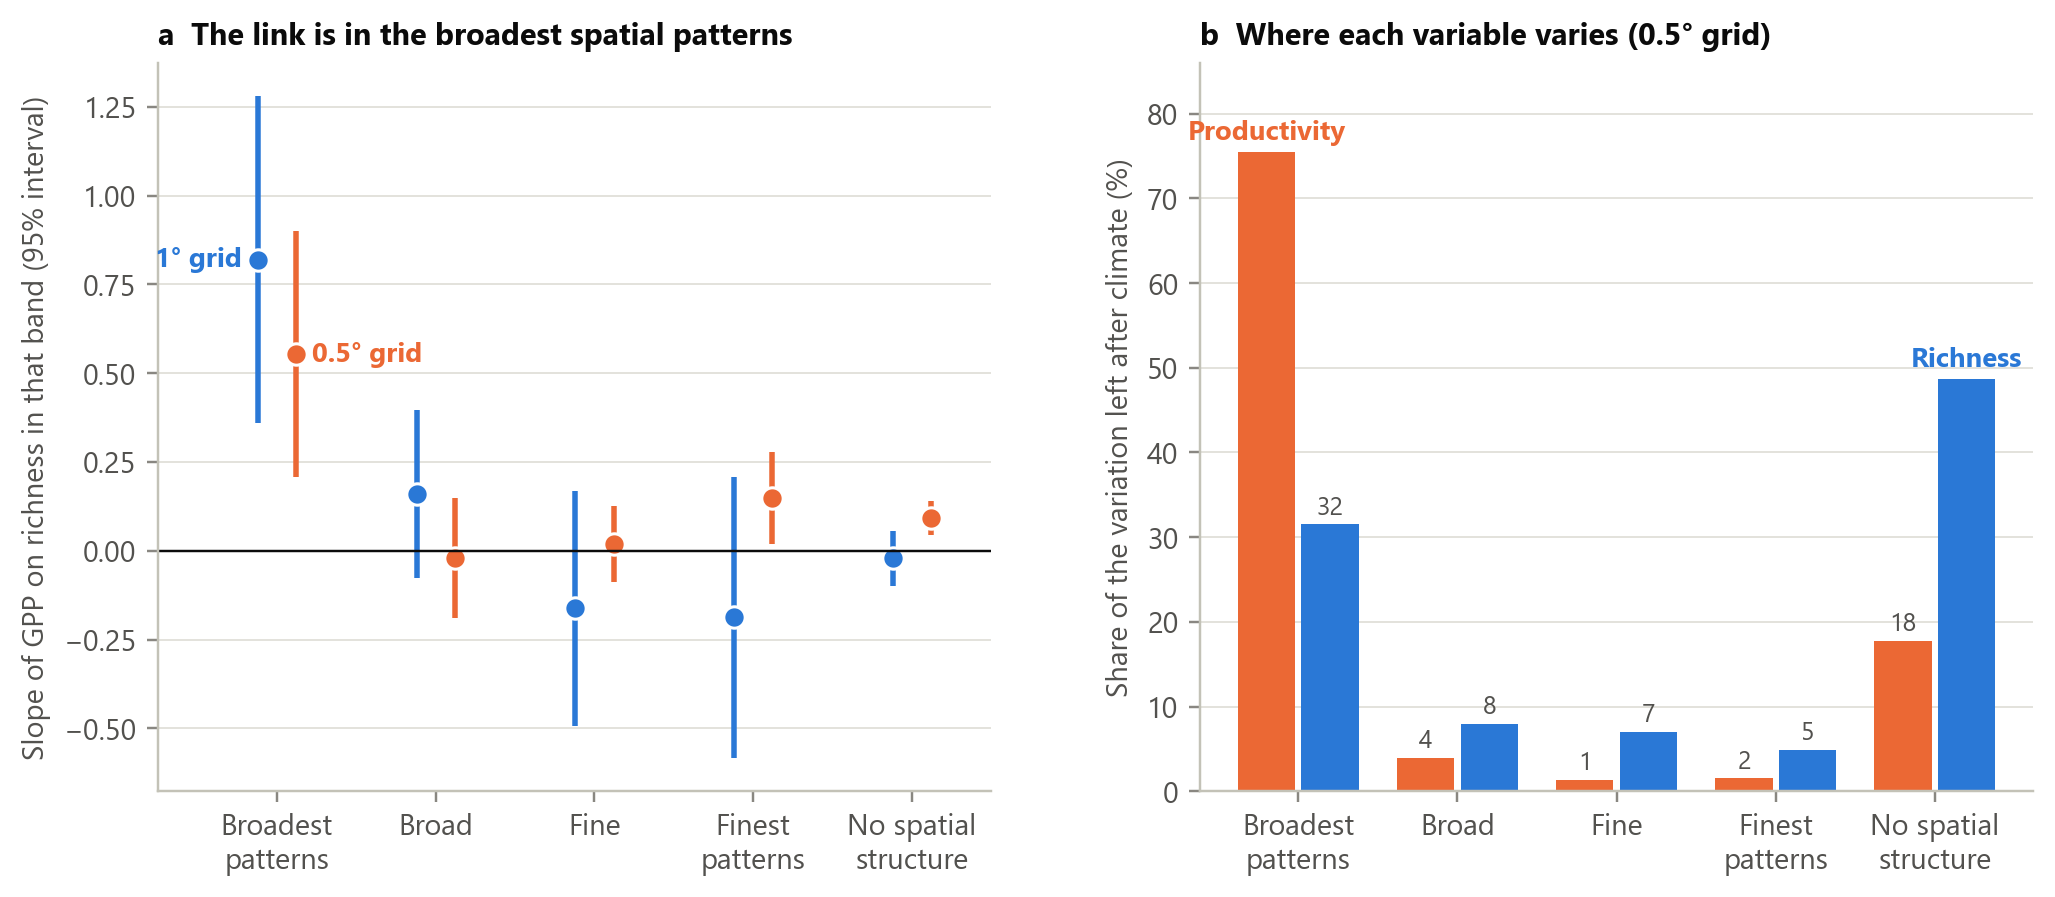 a The link is in the broadest spatial patterns
Slope of GPP on richness in that band (95% interval)
1.25
1.00
0.75
0.50
0.25
0.00
−0.25
−0.50
1° grid
0.5° grid
Broadest
patterns
Broad
Fine
Finest
patterns
No spatial
structure
b Where each variable varies (0.5° grid)
Share of the variation left after climate (%)
80
70
60
50
40
30
20
10
0
Productivity
Richness
32
4
8
1
7
2
5
18
Broadest
patterns
Broad
Fine
Finest
patterns
No spatial
structure